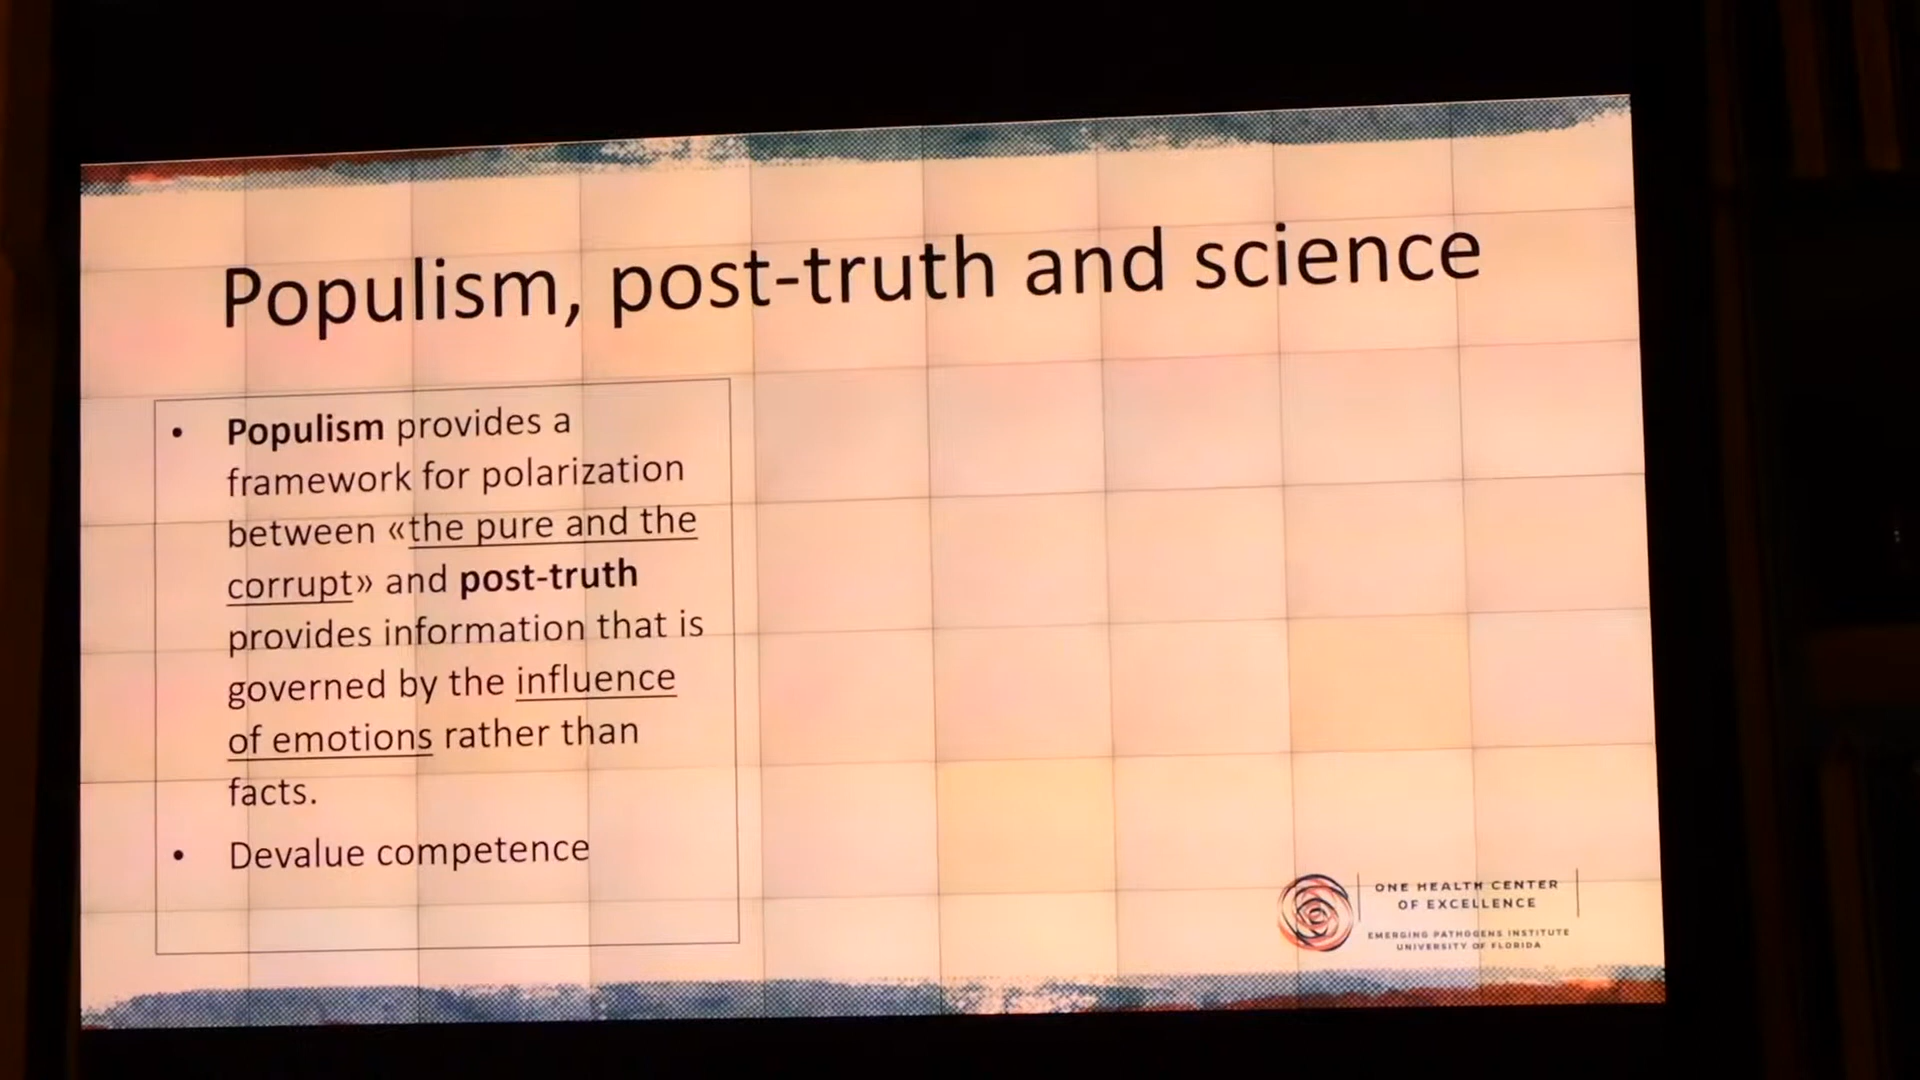 Populism, post-truth and science
• Populism provides a
framework for polarization
between «the pure and the
corrupt» and post-truth
provides information that is
governed by the influence
of emotions rather than
facts.
• Devalue competence
ONE HEALTH CENTER
OF EXCELLENCE
EMERGING PATHOGENS INSTITUTE
UNIVERSITY OF FLORIDA